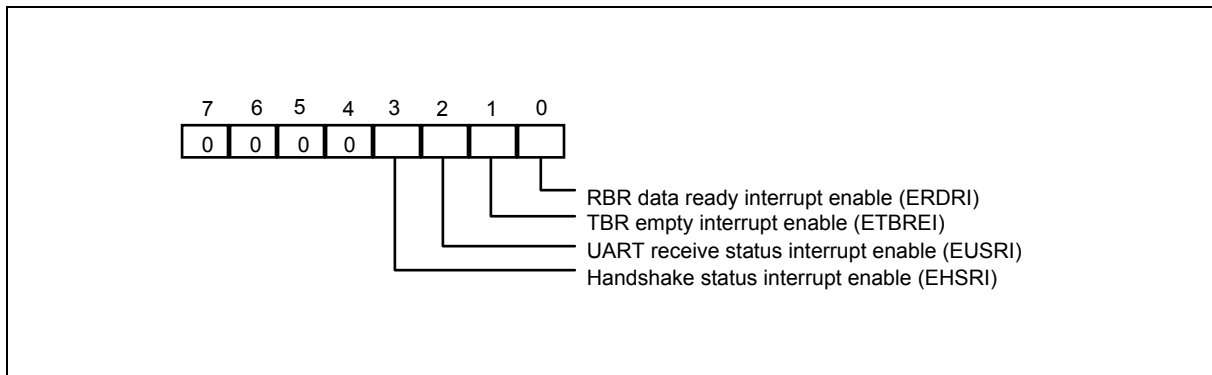 7 6 5 4 3 2 1 0
0 0 0 0
RBR data ready interrupt enable (ERDRI)
TBR empty interrupt enable (ETBREI)
UART receive status interrupt enable (EUSRI)
Handshake status interrupt enable (EHSRI)